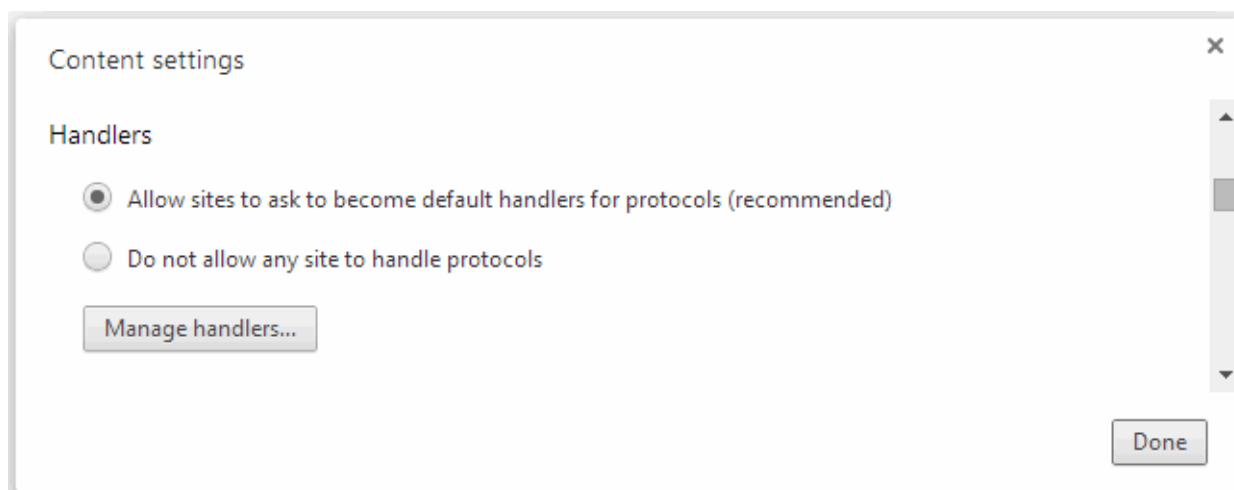 Content settings
Handlers
Allow sites to ask to become default handlers for protocols (recommended)
Do not allow any site to handle protocols
Manage handlers...
Done